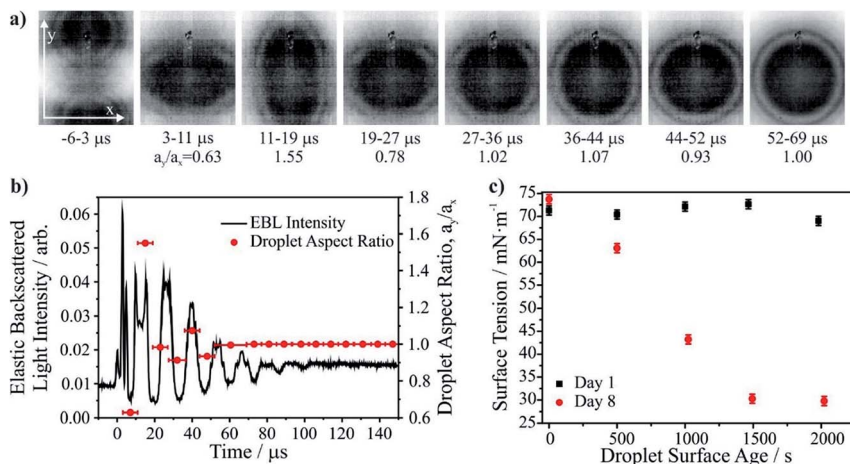 a)
y
x
-6-3 μs 3-11 μs 11-19 μs 19-27 μs 27-36 μs 36-44 μs 44-52 μs 52-69 μs
a_y/a_x=0.63 1.55 0.78 1.02 1.07 0.93 1.00
b)
EBL Intensity
Droplet Aspect Ratio
Elastic Backscattered
Light Intensity / arb.
0.06
0.05
0.04
0.03
0.02
0.01
0.00
0 20 40 60 80 100 120 140
Time / μs
1.8
1.6
1.4
1.2
1.0
0.8
0.6
Droplet Aspect Ratio, a_y/a_x
c)
Surface Tension / mN·m⁻¹
75
70
65
60
55
50
45
40
35
30
25
Day 1
Day 8
0 500 1000 1500 2000
Droplet Surface Age / s